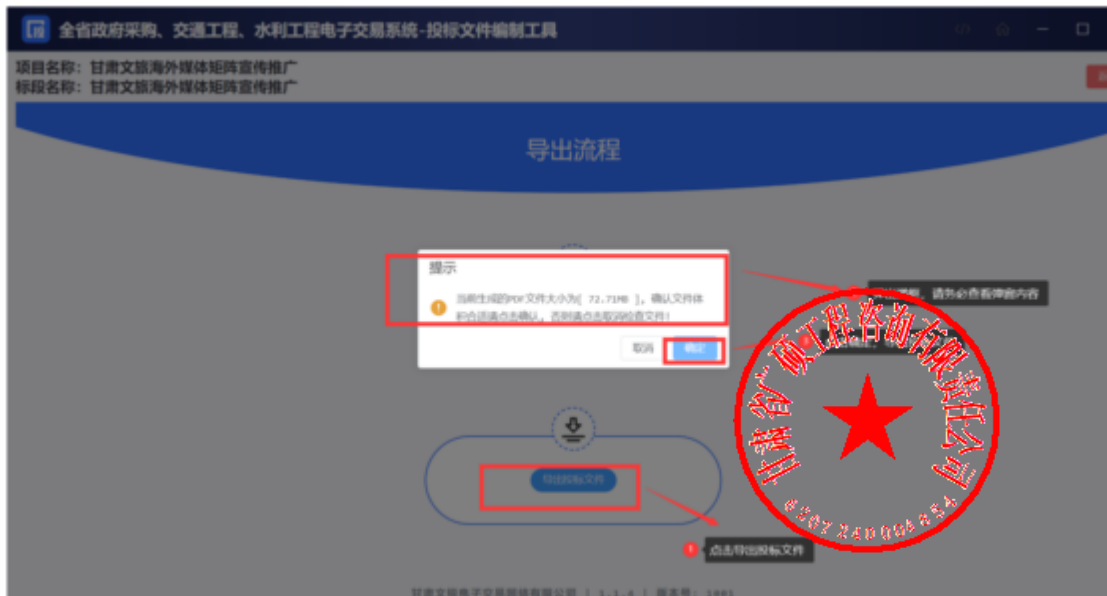 投
全省政府采购、交通工程、水利工程电子交易系统-投标文件编制工具
项目名称：甘肃文旅海外媒体矩阵宣传推广
标段名称：甘肃文旅海外媒体矩阵宣传推广
导出流程
提示
当前生成的PDF文件大小为[ 72.71MB ]，确认文件体
积合适请点击确认，否则请点击取消检查文件！
取消
确定
请务必查看弹窗内容
甘肃省广硕工程咨询有限责任公司
导出投标文件
1 点击导出投标文件